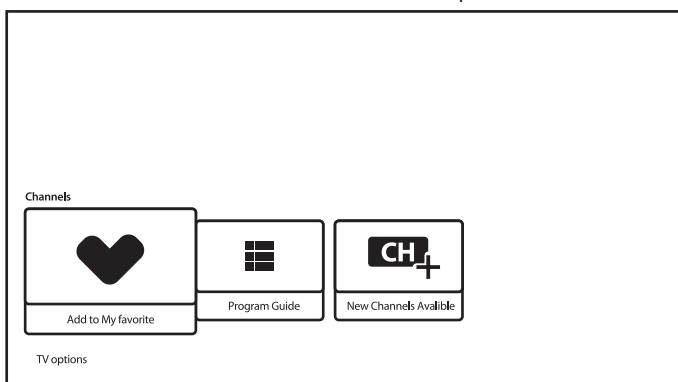 Channels
CH+
Add to My favorite
Program Guide
New Channels Avalible
TV options